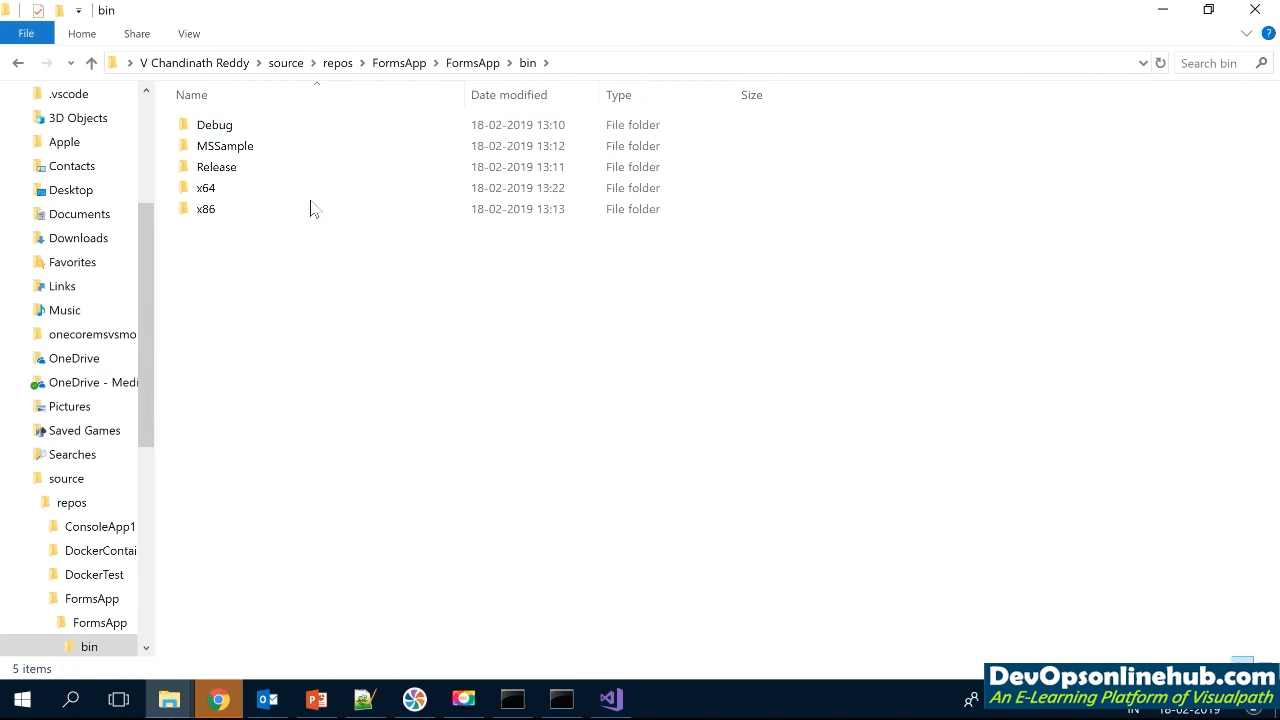 bin
File Home Share View
V Chandinath Reddy source repos FormsApp FormsApp bin
Search bin
Name Date modified Type Size
Debug 18-02-2019 13:10 File folder
MSSample 18-02-2019 13:12 File folder
Release 18-02-2019 13:11 File folder
x64 18-02-2019 13:22 File folder
x86 18-02-2019 13:13 File folder
.vscode
3D Objects
Apple
Contacts
Desktop
Documents
Downloads
Favorites
Links
Music
onecoremsvsmo
OneDrive
OneDrive - Medi
Pictures
Saved Games
Searches
source
repos
ConsoleApp1
DockerContai
DockerTest
FormsApp
FormsApp
bin
5 items
DevOpsonlinehub.com
An E-Learning Platform of Visualpath
IN 18-02-2019